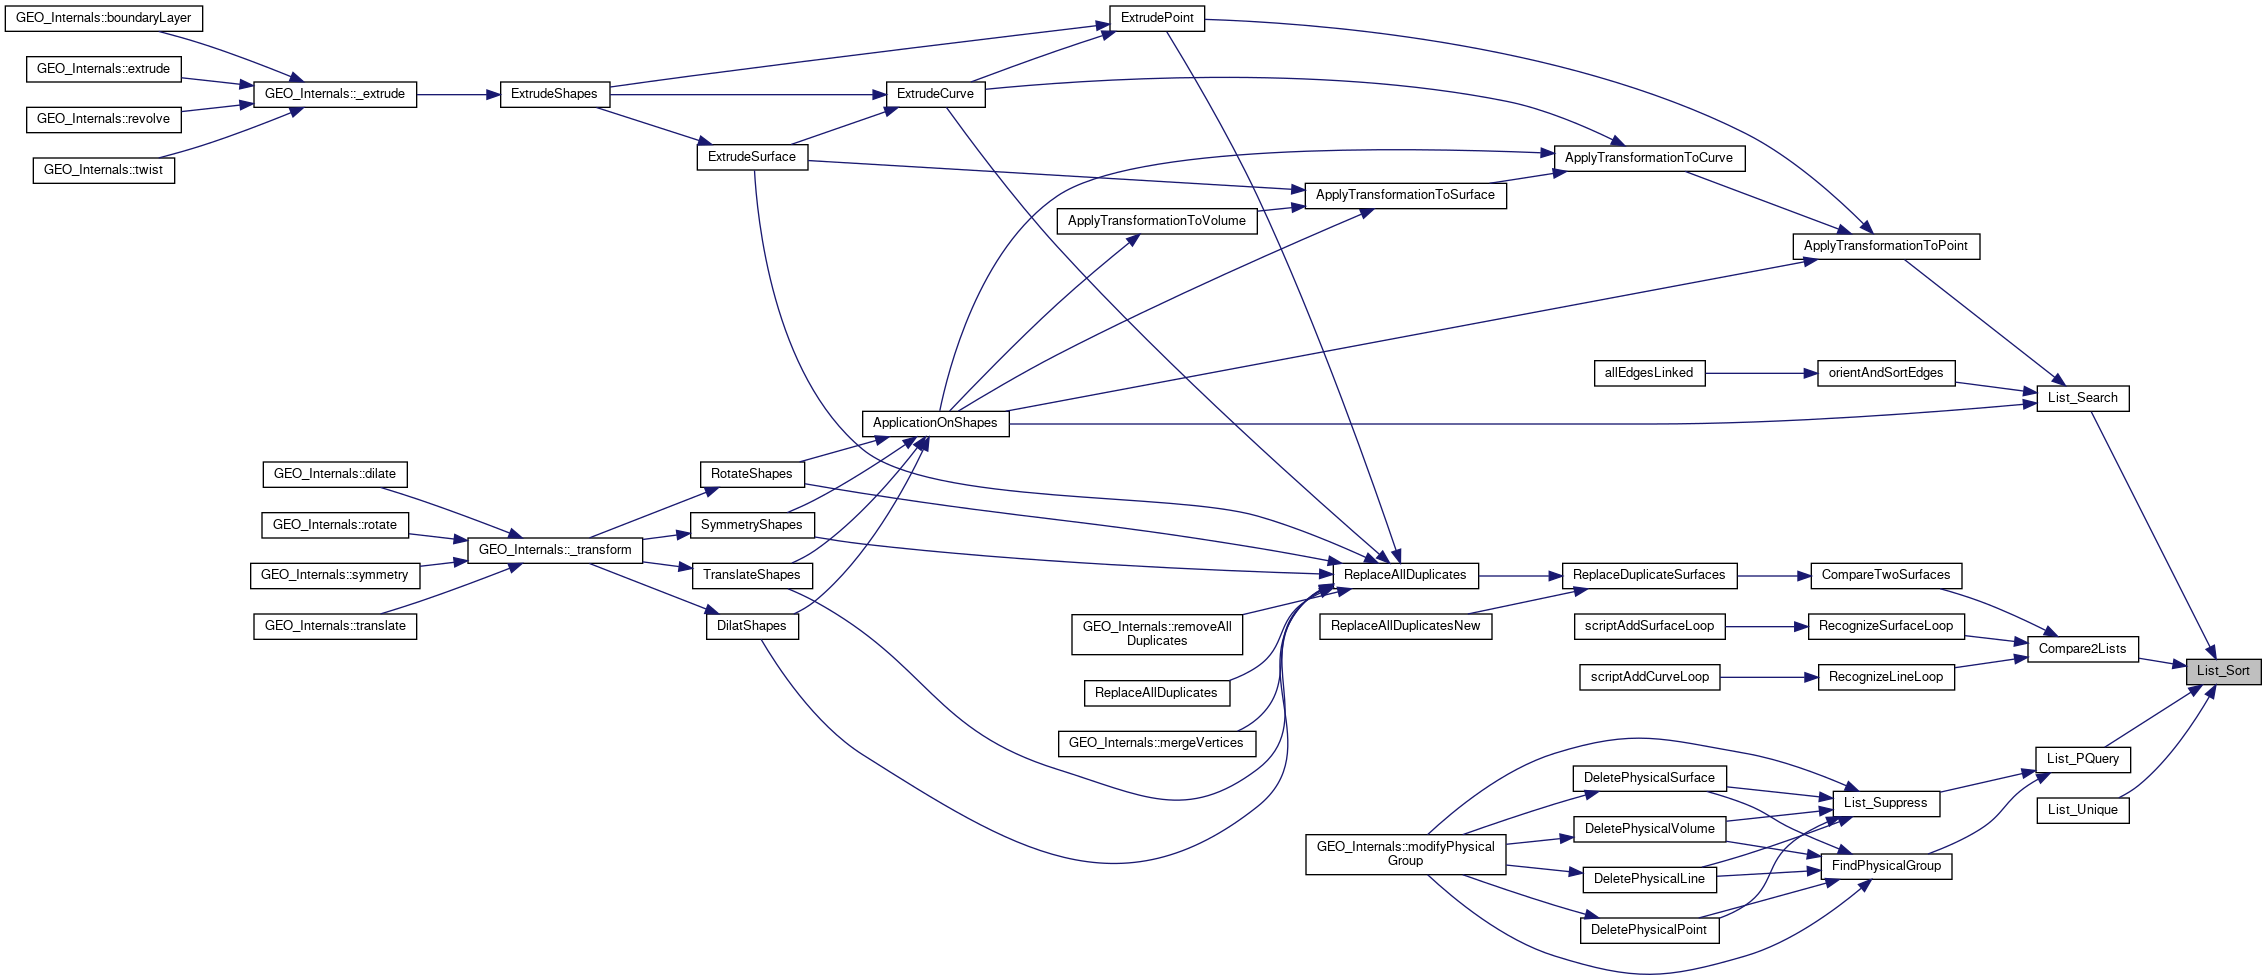 GEO_Internals::boundaryLayer
ExtrudePoint
GEO_Internals::extrude
GEO_Internals::_extrude
ExtrudeShapes
ExtrudeCurve
GEO_Internals::revolve
GEO_Internals::twist
ExtrudeSurface
ApplyTransformationToCurve
ApplyTransformationToSurface
ApplyTransformationToVolume
ApplyTransformationToPoint
allEdgesLinked
orientAndSortEdges
List_Search
ApplicationOnShapes
GEO_Internals::dilate
RotateShapes
GEO_Internals::rotate
SymmetryShapes
GEO_Internals::_transform
GEO_Internals::symmetry
TranslateShapes
ReplaceAllDuplicates
ReplaceDuplicateSurfaces
CompareTwoSurfaces
GEO_Internals::translate
DilatShapes
GEO_Internals::removeAll
Duplicates
ReplaceAllDuplicatesNew
scriptAddSurfaceLoop
RecognizeSurfaceLoop
Compare2Lists
List_Sort
scriptAddCurveLoop
RecognizeLineLoop
ReplaceAllDuplicates
GEO_Internals::mergeVertices
List_PQuery
DeletePhysicalSurface
List_Suppress
List_Unique
DeletePhysicalVolume
GEO_Internals::modifyPhysical
Group
FindPhysicalGroup
DeletePhysicalLine
DeletePhysicalPoint